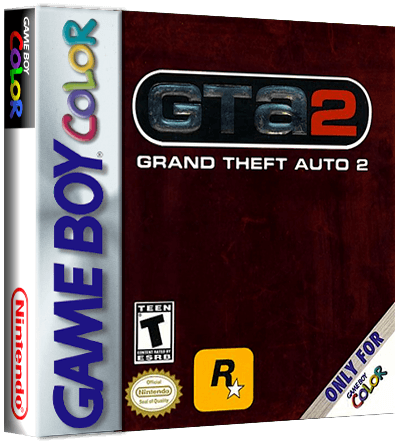 GAME BOY
COLOR
Nintendo
GAME BOY COLOR
GTA2
GRAND THEFT AUTO 2
TEEN
T
CONTENT RATED BY
ESRB
Official
Nintendo
Seal of Quality
R
ONLY FOR
GAME BOY
COLOR